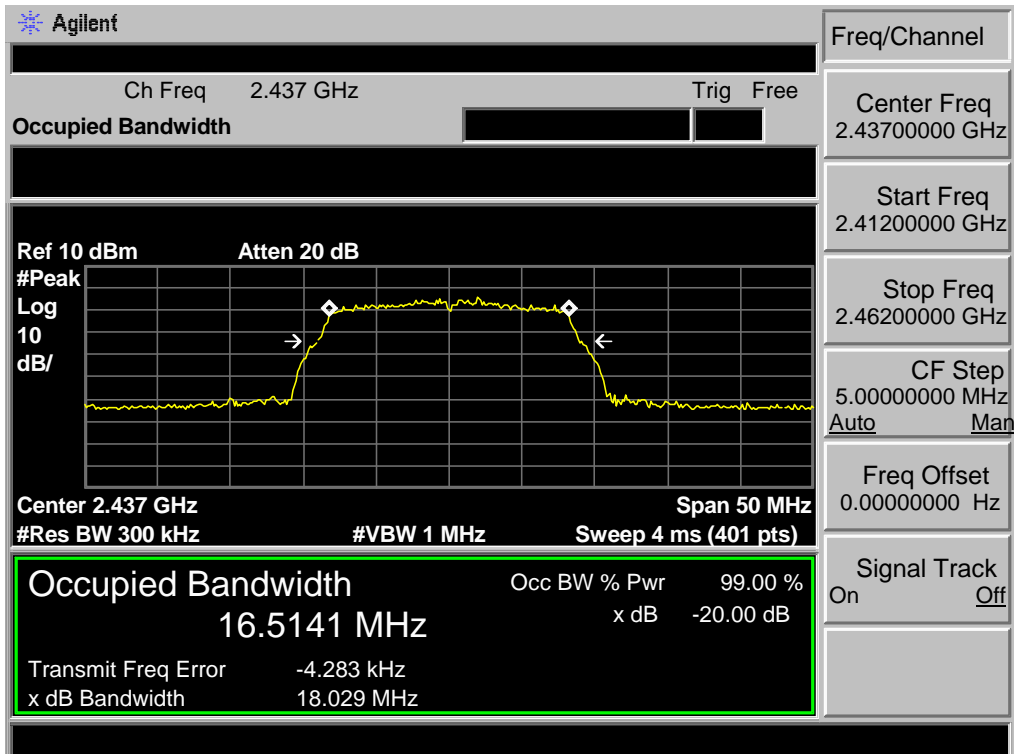 Agilent
Freq/Channel
Ch Freq 2.437 GHz Trig Free
Occupied Bandwidth
Center Freq
2.43700000 GHz
Start Freq
2.41200000 GHz
Ref 10 dBm Atten 20 dB
#Peak
Log
10
dB/
Stop Freq
2.46200000 GHz
CF Step
5.00000000 MHz
Auto Man
Freq Offset
0.00000000 Hz
Center 2.437 GHz Span 50 MHz
#Res BW 300 kHz #VBW 1 MHz Sweep 4 ms (401 pts)
Signal Track
On Off
Occupied Bandwidth Occ BW % Pwr 99.00 %
16.5141 MHz x dB -20.00 dB
Transmit Freq Error -4.283 kHz
x dB Bandwidth 18.029 MHz